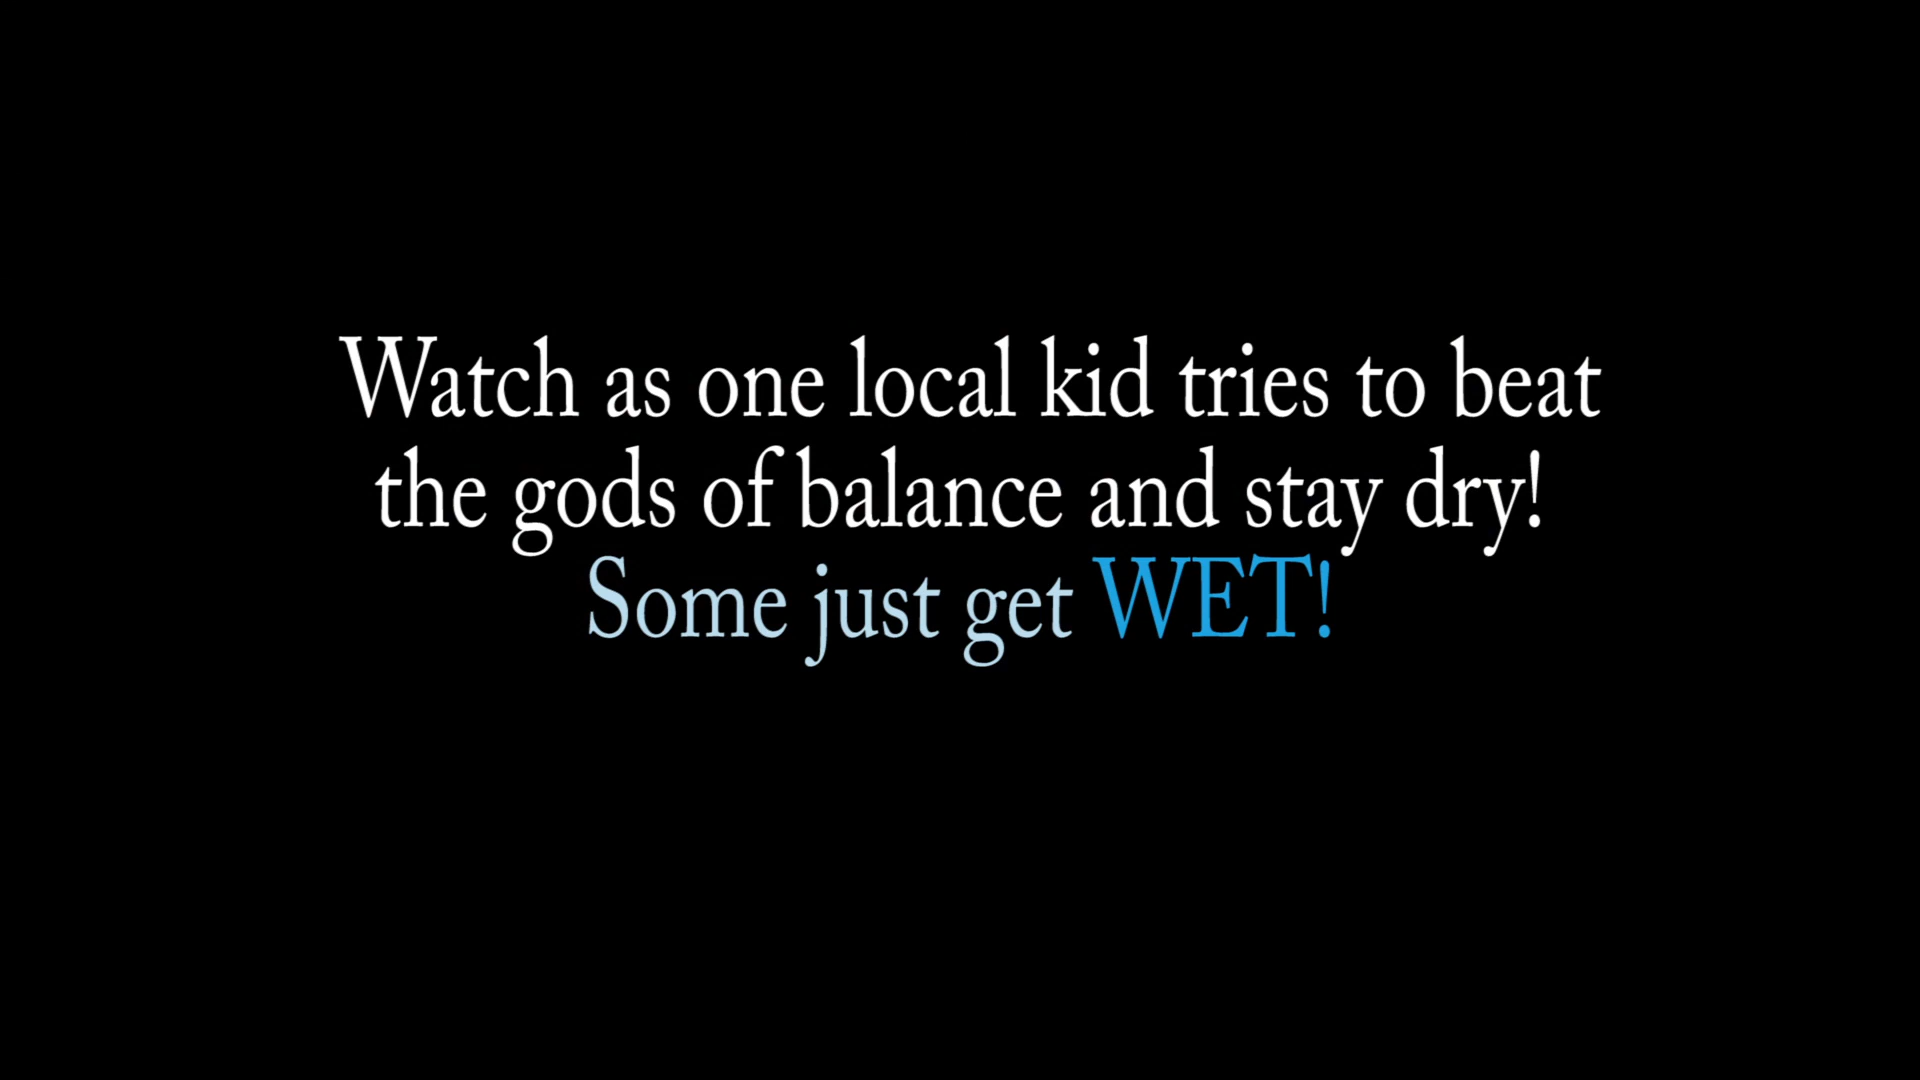 Watch as one local kid tries to beat
the gods of balance and stay dry!
Some just get WET!